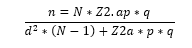 n = N * Z2. ap * q
d² * (N − 1) + Z2a * p * q